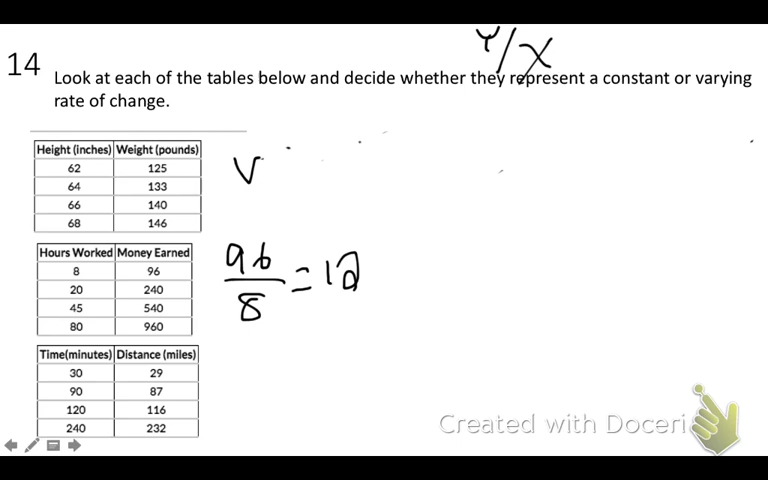 Y/X
14
Look at each of the tables below and decide whether they represent a constant or varying
rate of change.
Height (inches) Weight (pounds)
62 125
64 133
66 140
68 146
V
Hours Worked Money Earned
8 96
20 240
45 540
80 960
96
8
=12
Time(minutes) Distance (miles)
30 29
90 87
120 116
240 232
Created with Doceri